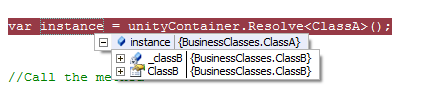 var instance = unityContainer.Resolve<ClassA>();
instance {BusinessClasses.ClassA}
_classB {BusinessClasses.ClassB}
ClassB {BusinessClasses.ClassB}
//Call the me